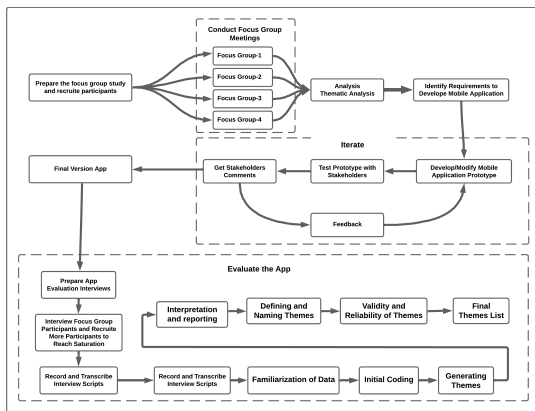 Conduct Focus Group
Meetings
Focus Group-1
Focus Group-2
Focus Group-3
Focus Group-4
Prepare the focus group study
and recruite participants
Analysis
Thematic Analysis
Identify Requirements to
Develop Mobile Application
Iterate
Final Version App
Get Stakeholders
Comments
Test Prototype with
Stakeholders
Develop/Modify Mobile
Application Prototype
Feedback
Evaluate the App
Prepare App
Evaluation Interviews
Interpretation
and reporting
Defining and
Naming Themes
Validity and
Reliability of Themes
Final
Themes List
Interview Focus Group
Participants and Recruite
More Participants to
Reach Saturation
Record and Transcribe
Interview Scripts
Record and Transcribe
Interview Scripts
Familiarization of Data
Initial Coding
Generating
Themes